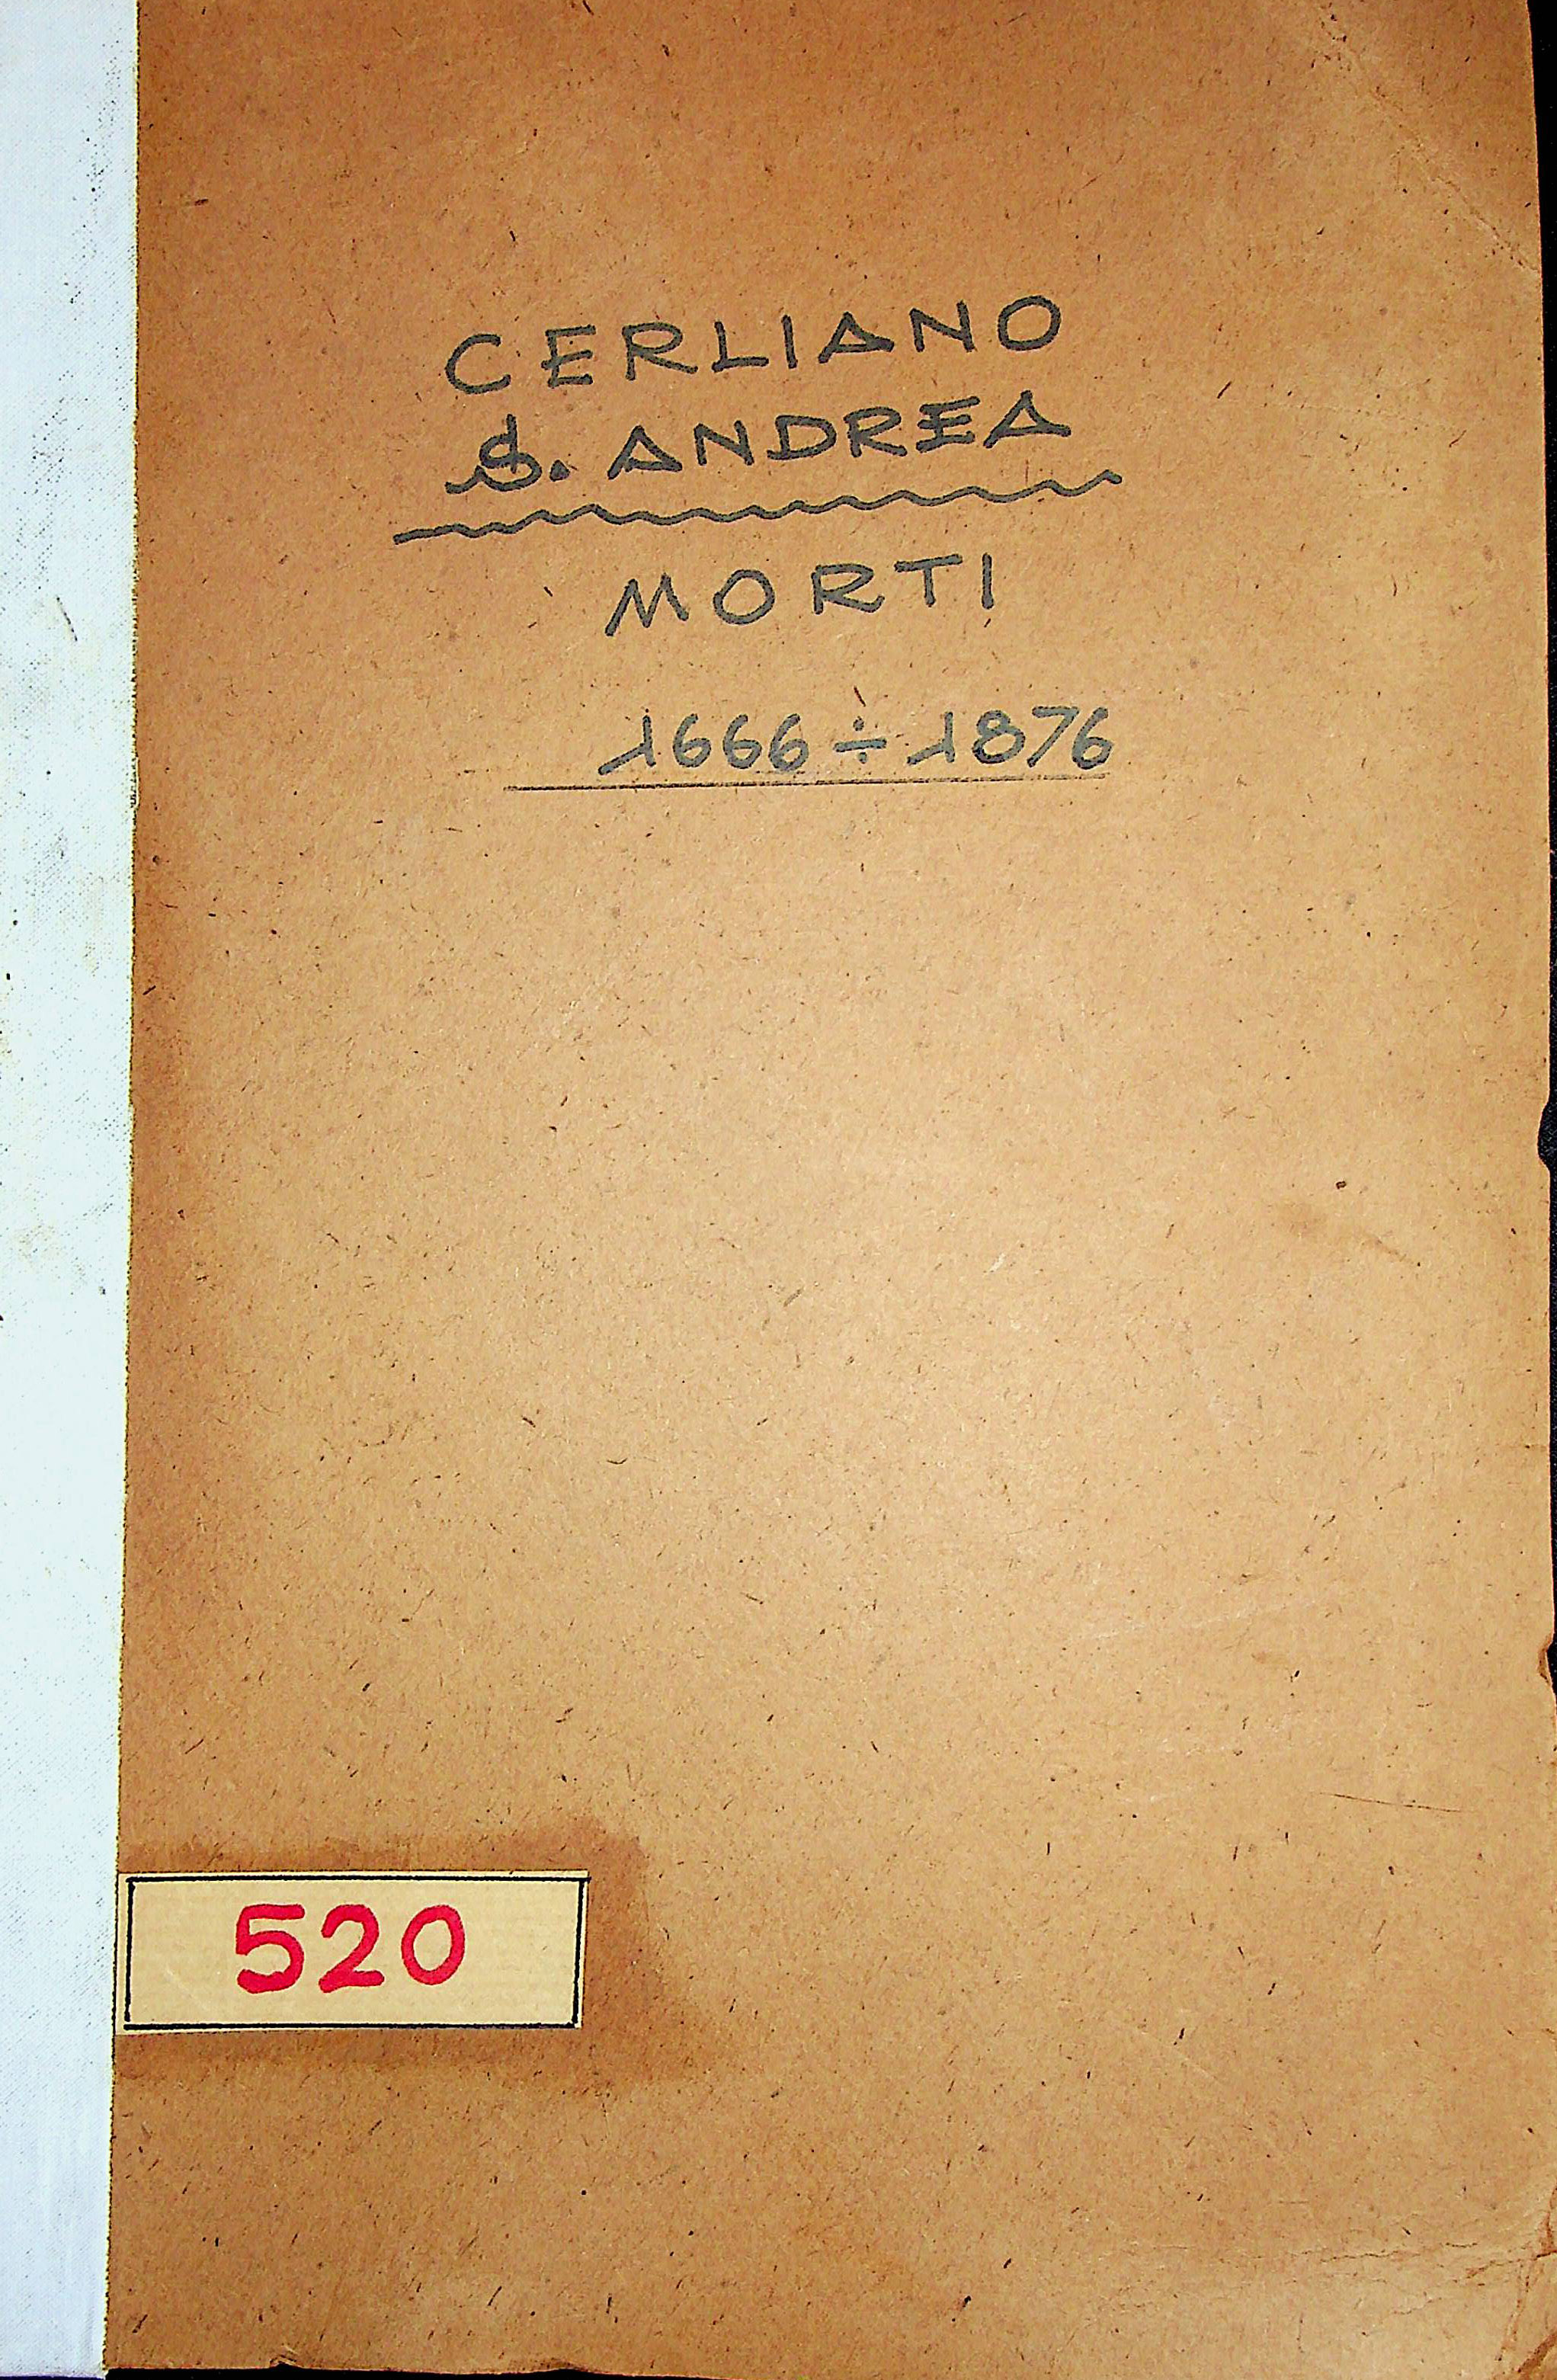 CERLIANO
S. ANDREA
MORTI
1666 ÷ 1876
520